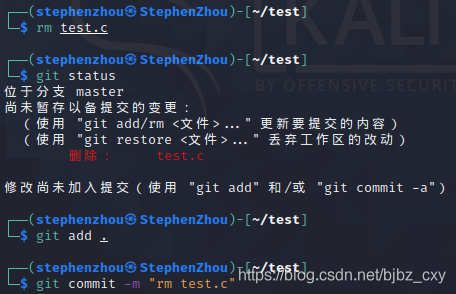 (stephenzhou㉿StephenZhou)-[~/test]
$ rm test.c
KALI
BY OFFENSIVE SECURIT
(stephenzhou㉿StephenZhou)-[~/test]
$ git status
位于分支 master
尚未暂存以备提交的变更：
（使用 "git add/rm <文件>..." 更新要提交的内容）
（使用 "git restore <文件>..." 丢弃工作区的改动）
删除： test.c
修改尚未加入提交（使用 "git add" 和/或 "git commit -a"）
(stephenzhou㉿StephenZhou)-[~/test]
$ git add .
(stephenzhou㉿StephenZhou)-[~/test]
$ git commit -m "rm test.c"
https://blog.csdn.net/bjbz_cxy